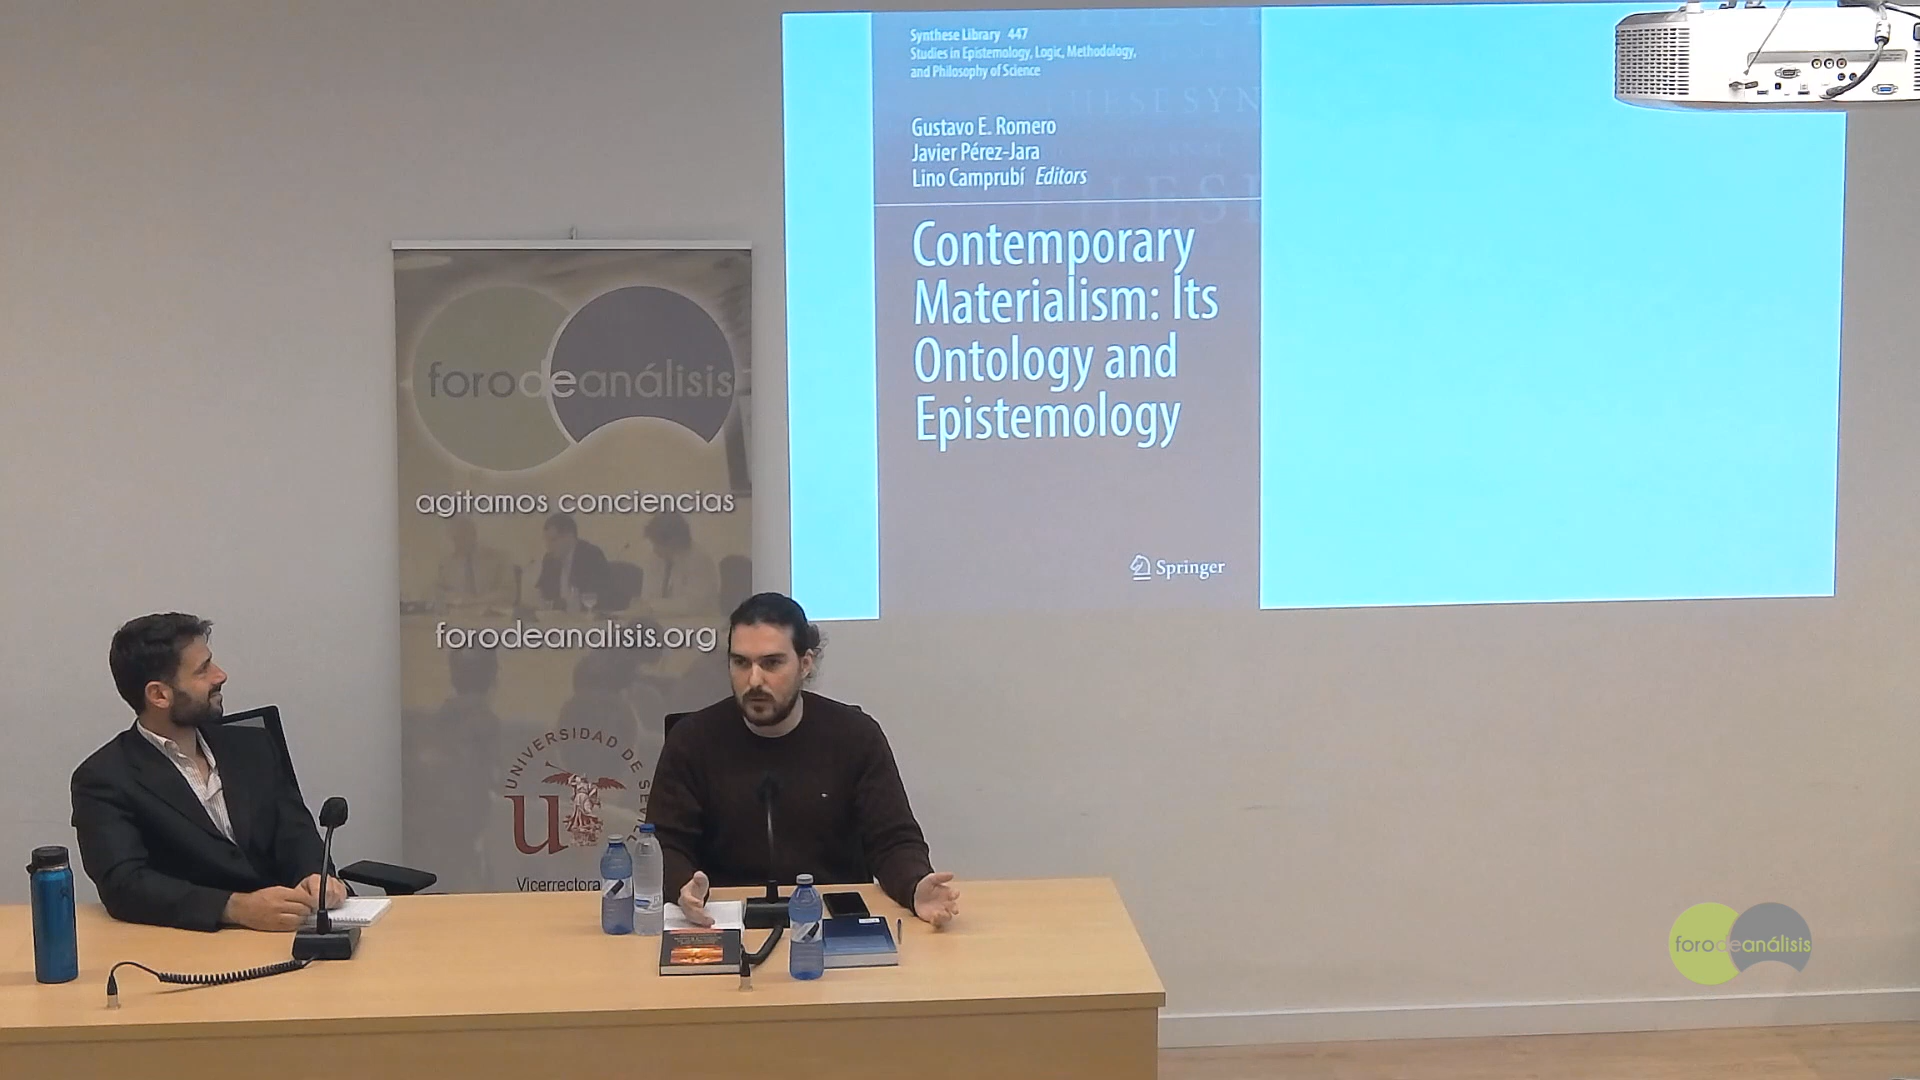 Synthese Library 447
Studies in Epistemology, Logic, Methodology,
and Philosophy of Science
Gustavo E. Romero
Javier Pérez-Jara
Lino Camprubí Editors
Contemporary
Materialism: Its
Ontology and
Epistemology
Springer
forodeanálisis
agitamos conciencias
forodeanalisis.org
UNIVERSIDAD DE SEVILL
Vicerrectora
forodeanálisis